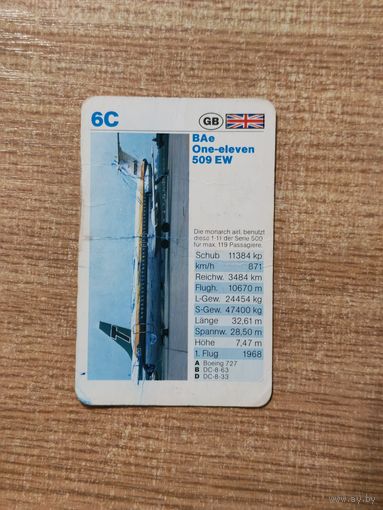 6C
GB
BAe
One-eleven
509 EW
Die monarch airl. benutzt
diese 1-11 der Serie 500
für max. 119 Passagiere.
Schub 11384 kp
km/h 871
Reichw. 3484 km
Flugh. 10670 m
L-Gew. 24454 kg
S-Gew. 47400 kg
Länge 32,61 m
Spannw. 28,50 m
Höhe 7,47 m
1. Flug 1968
A Boeing 727
B DC-8-63
D DC-8-33
ay.by